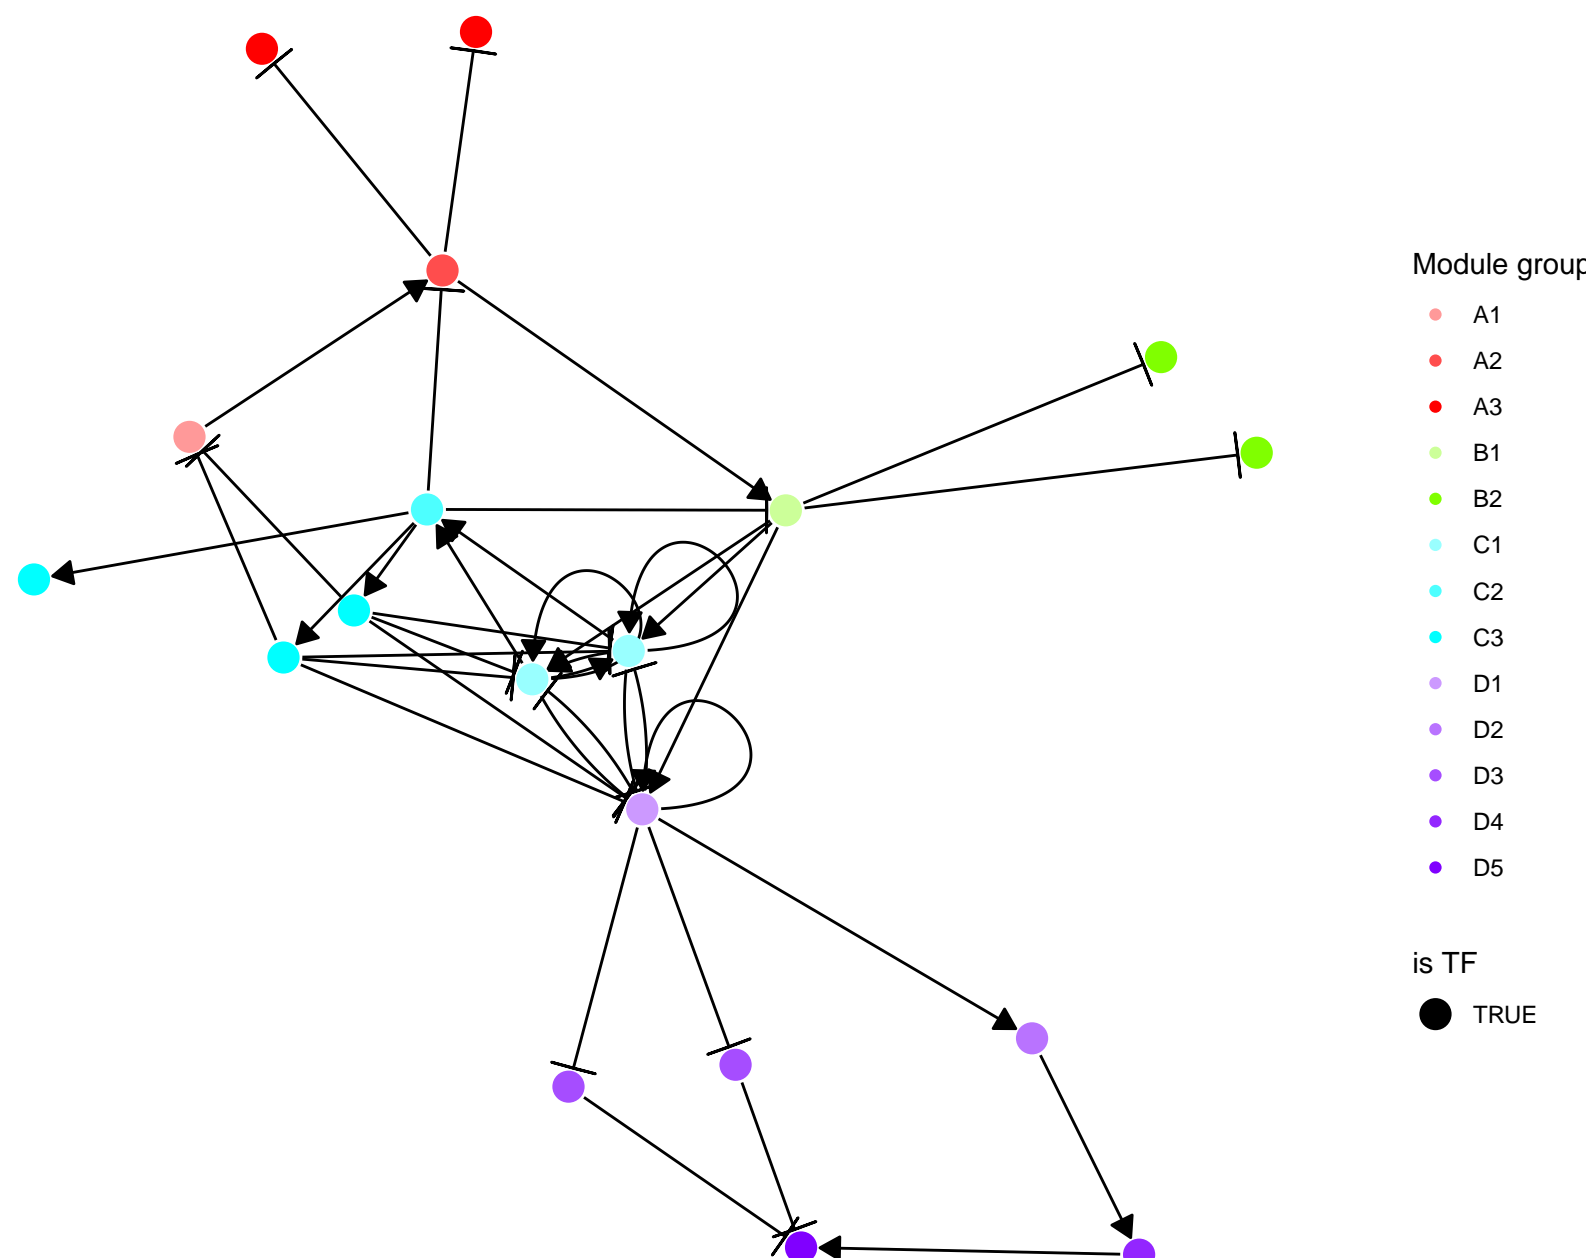 Module group
A1
A2
A3
B1
B2
C1
C2
C3
D1
D2
D3
D4
D5
is TF
TRUE